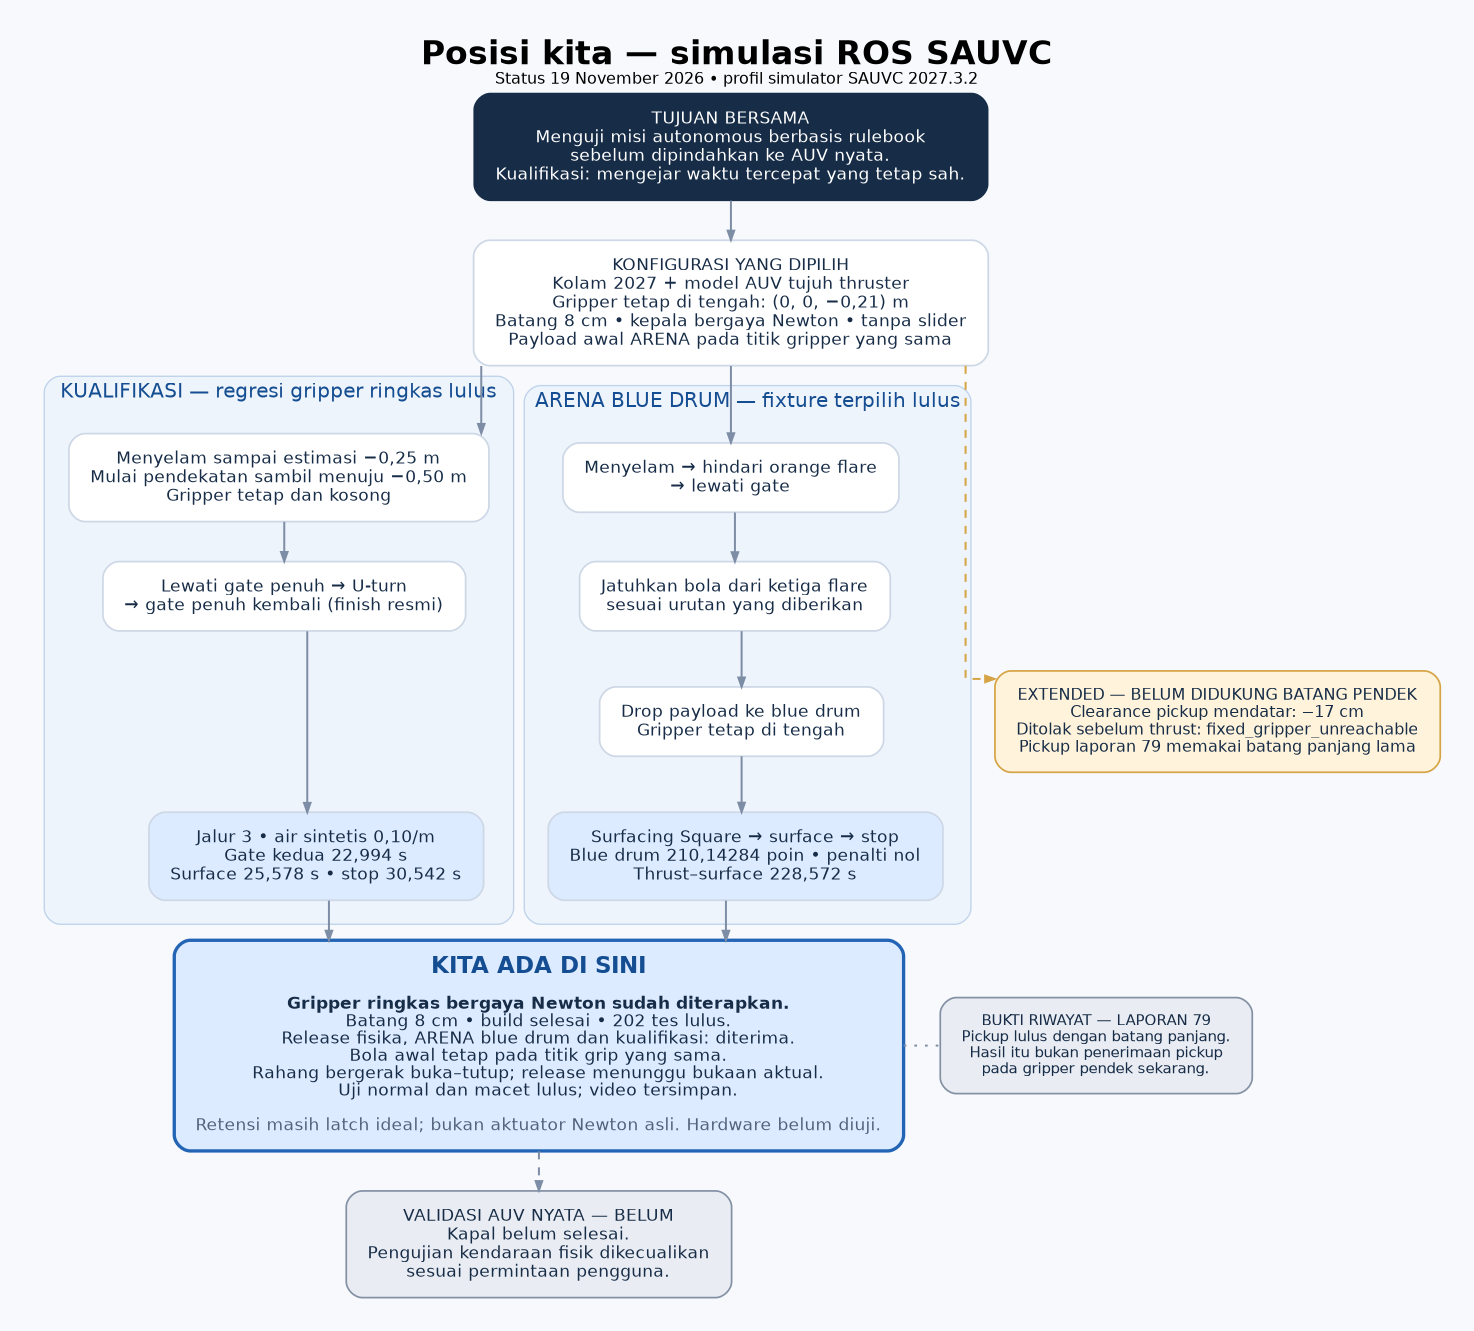 Posisi kita — simulasi ROS SAUVC
Status 19 November 2026 • profil simulator SAUVC 2027.3.2
TUJUAN BERSAMA
Menguji misi autonomous berbasis rulebook
sebelum dipindahkan ke AUV nyata.
Kualifikasi: mengejar waktu tercepat yang tetap sah.
KONFIGURASI YANG DIPILIH
Kolam 2027 + model AUV tujuh thruster
Gripper tetap di tengah: (0, 0, −0,21) m
Batang 8 cm • kepala bergaya Newton • tanpa slider
Payload awal ARENA pada titik gripper yang sama
KUALIFIKASI — regresi gripper ringkas lulus
Menyelam sampai estimasi −0,25 m
Mulai pendekatan sambil menuju −0,50 m
Gripper tetap dan kosong
Lewati gate penuh → U-turn
→ gate penuh kembali (finish resmi)
Jalur 3 • air sintetis 0,10/m
Gate kedua 22,994 s
Surface 25,578 s • stop 30,542 s
ARENA BLUE DRUM — fixture terpilih lulus
Menyelam → hindari orange flare
→ lewati gate
Jatuhkan bola dari ketiga flare
sesuai urutan yang diberikan
Drop payload ke blue drum
Gripper tetap di tengah
Surfacing Square → surface → stop
Blue drum 210,14284 poin • penalti nol
Thrust–surface 228,572 s
EXTENDED — BELUM DIDUKUNG BATANG PENDEK
Clearance pickup mendatar: −17 cm
Ditolak sebelum thrust: fixed_gripper_unreachable
Pickup laporan 79 memakai batang panjang lama
KITA ADA DI SINI
Gripper ringkas bergaya Newton sudah diterapkan.
Batang 8 cm • build selesai • 202 tes lulus.
Release fisika, ARENA blue drum dan kualifikasi: diterima.
Bola awal tetap pada titik grip yang sama.
Rahang bergerak buka–tutup; release menunggu bukaan aktual.
Uji normal dan macet lulus; video tersimpan.
Retensi masih latch ideal; bukan aktuator Newton asli. Hardware belum diuji.
BUKTI RIWAYAT — LAPORAN 79
Pickup lulus dengan batang panjang.
Hasil itu bukan penerimaan pickup
pada gripper pendek sekarang.
VALIDASI AUV NYATA — BELUM
Kapal belum selesai.
Pengujian kendaraan fisik dikecualikan
sesuai permintaan pengguna.